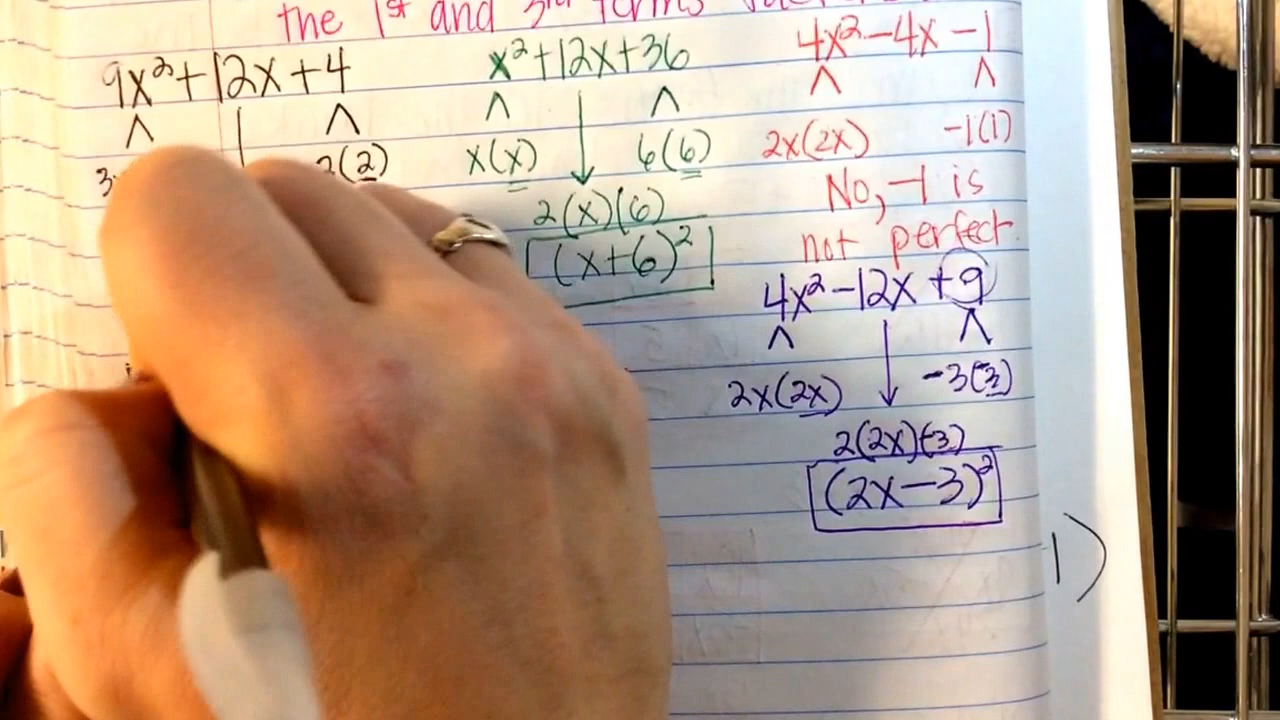 the 1st and 3rd terms
9x²+12x+4
2(2)
x²+12x+36
x(x) 6(6)
2(x)(6)
(x+6)²
4x²-4x-1
2x(2x) -1(1)
No, -1 is
not perfect.
4x²-12x+9
2x(2x) -3(-3)
2(2x)(-3)
(2x-3)²